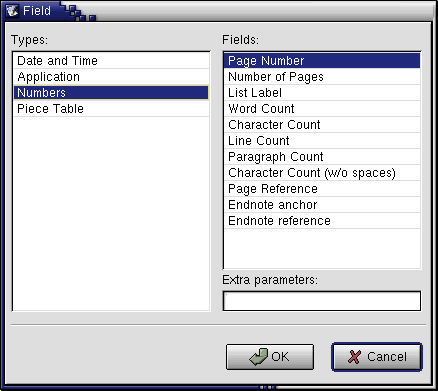 Field
Types:
Date and Time
Application
Numbers
Piece Table
Fields:
Page Number
Number of Pages
List Label
Word Count
Character Count
Line Count
Paragraph Count
Character Count (w/o spaces)
Page Reference
Endnote anchor
Endnote reference
Extra parameters:
OK
Cancel